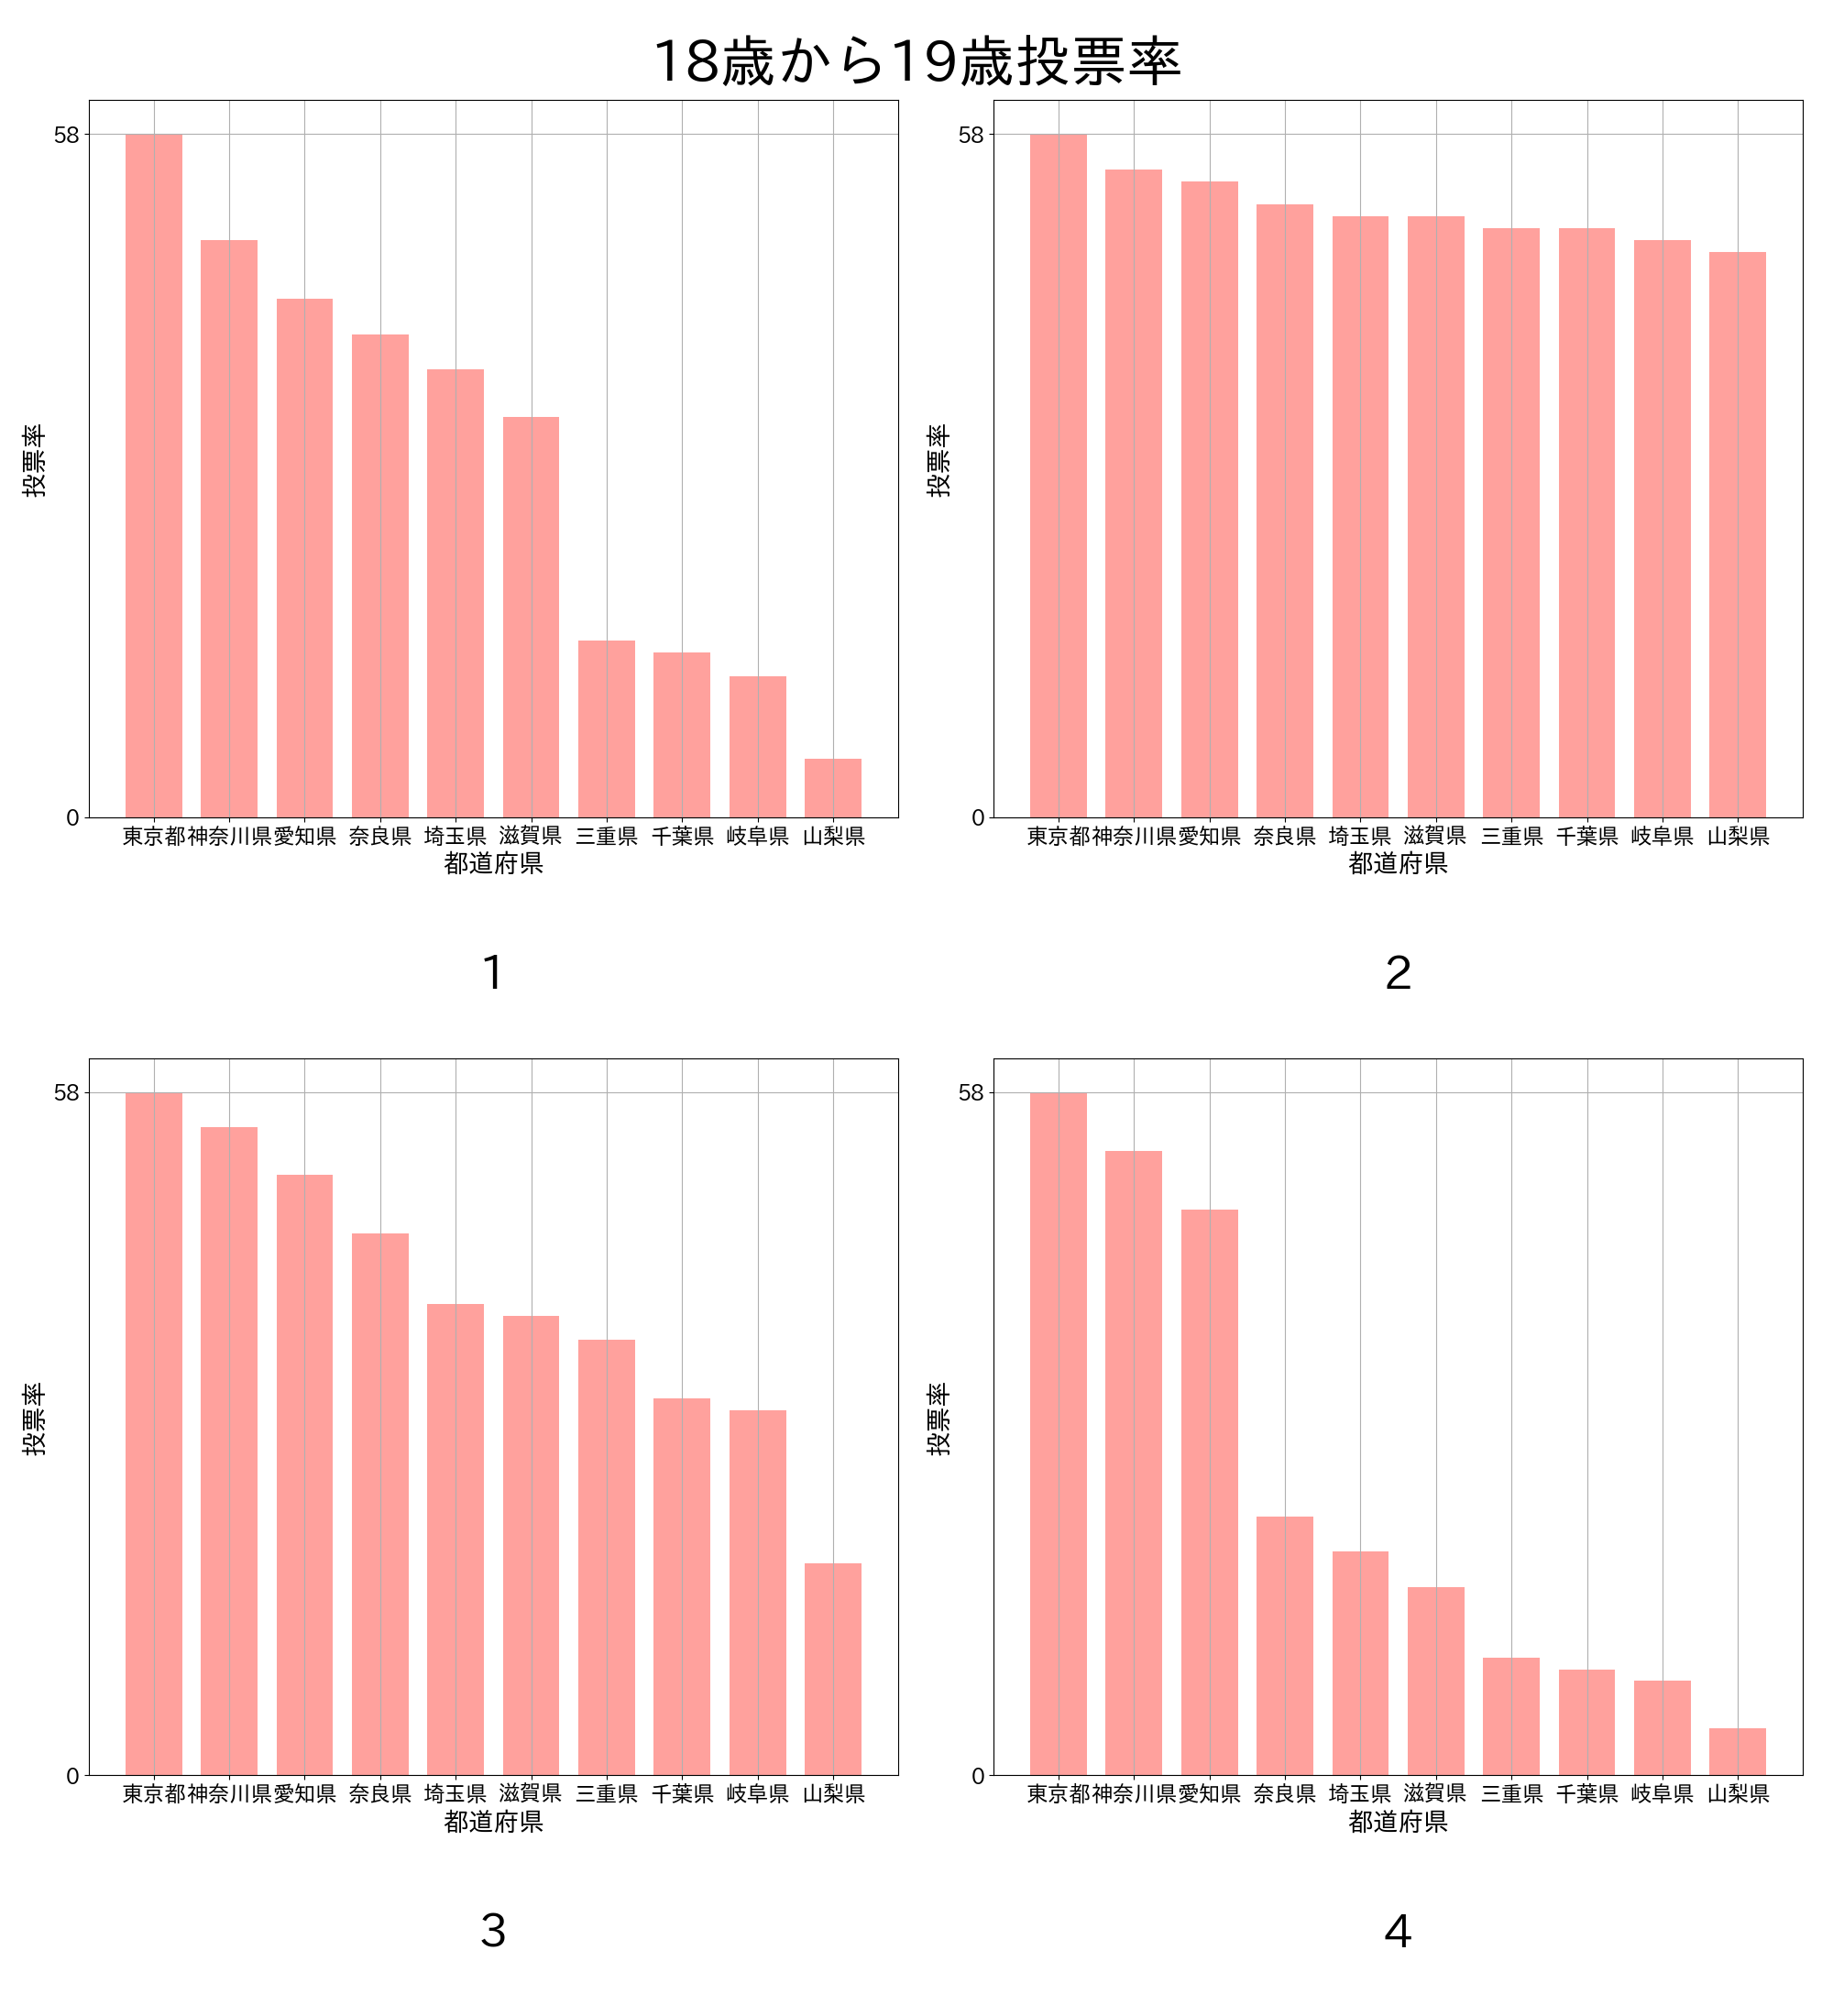 18歳から19歳投票率
58
0
投票率
東京都 神奈川県 愛知県 奈良県 埼玉県 滋賀県 三重県 千葉県 岐阜県 山梨県
都道府県
1
58
0
投票率
東京都 神奈川県 愛知県 奈良県 埼玉県 滋賀県 三重県 千葉県 岐阜県 山梨県
都道府県
2
58
0
投票率
東京都 神奈川県 愛知県 奈良県 埼玉県 滋賀県 三重県 千葉県 岐阜県 山梨県
都道府県
3
58
0
投票率
東京都 神奈川県 愛知県 奈良県 埼玉県 滋賀県 三重県 千葉県 岐阜県 山梨県
都道府県
4